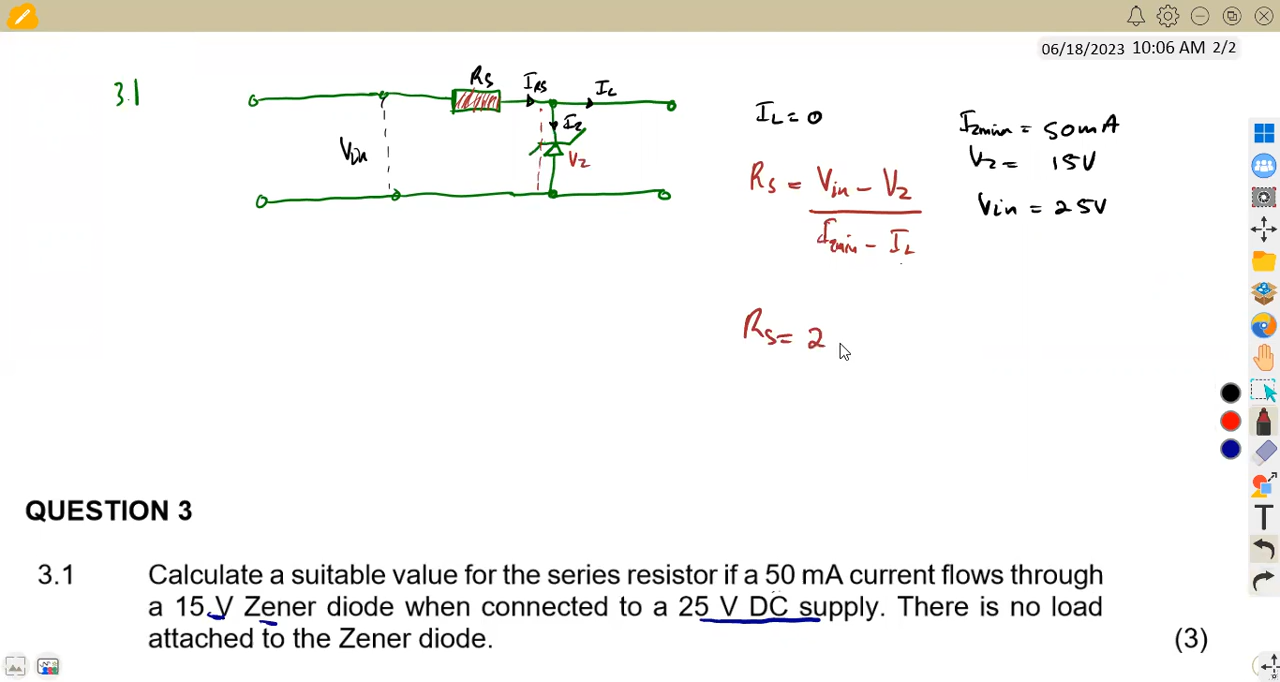 06/18/2023 10:06 AM 2/2
3.1
Rs
IRS
IL
IZ
Vin
VZ
IL = 0
Izmin = 50mA
VZ = 15V
Vin = 25V
Rs = Vin - VZ
Izmin - IL
Rs = 2
QUESTION 3
3.1 Calculate a suitable value for the series resistor if a 50 mA current flows through
a 15 V Zener diode when connected to a 25 V DC supply. There is no load
attached to the Zener diode. (3)
T